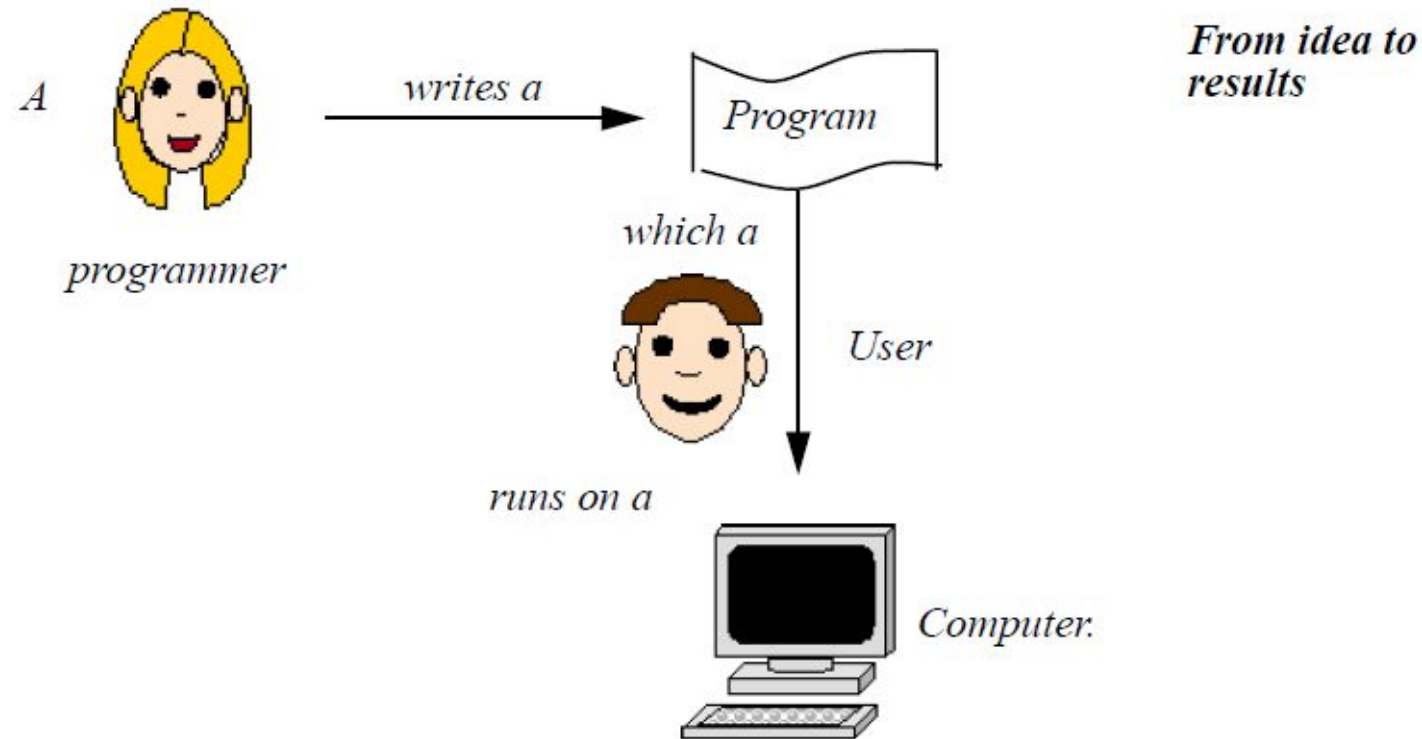 A
programmer
writes a
Program
From idea to
results
which a
User
runs on a
Computer.